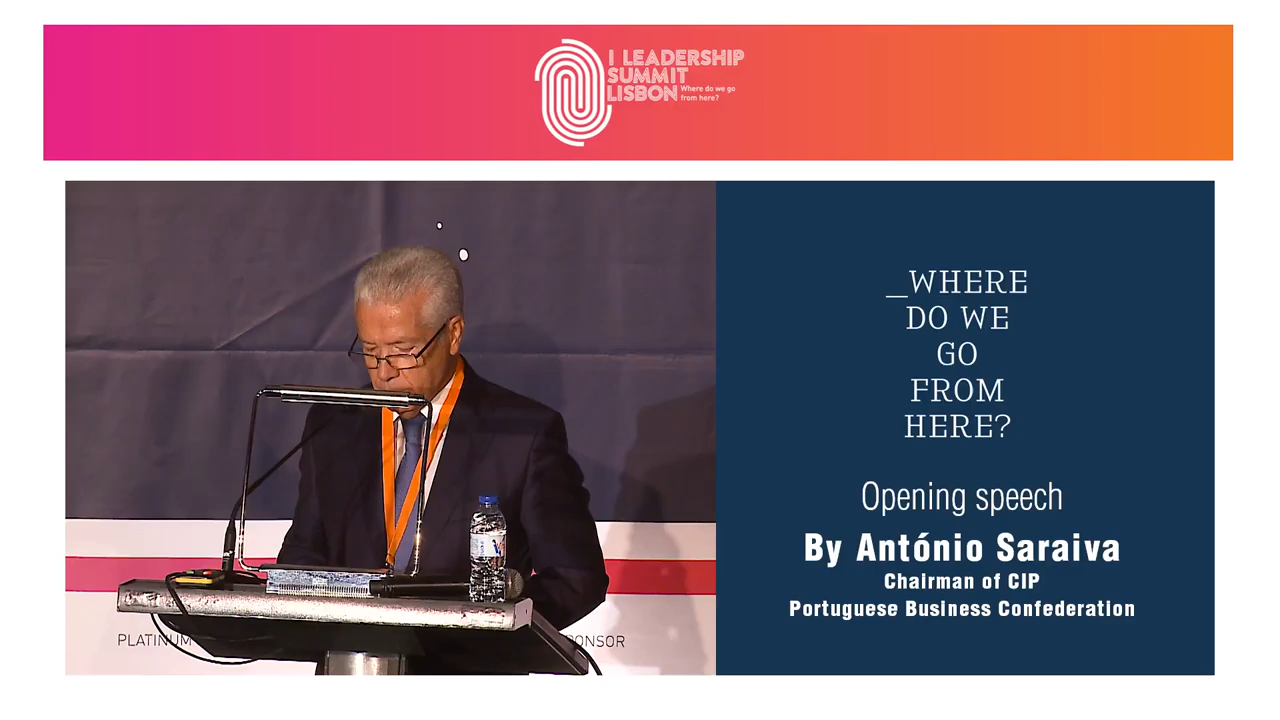 I LEADERSHIP
SUMMIT
LISBON
Where do we go
from here?
_WHERE
DO WE
GO
FROM
HERE?
Opening speech
By António Saraiva
Chairman of CIP
Portuguese Business Confederation
PLATINUM